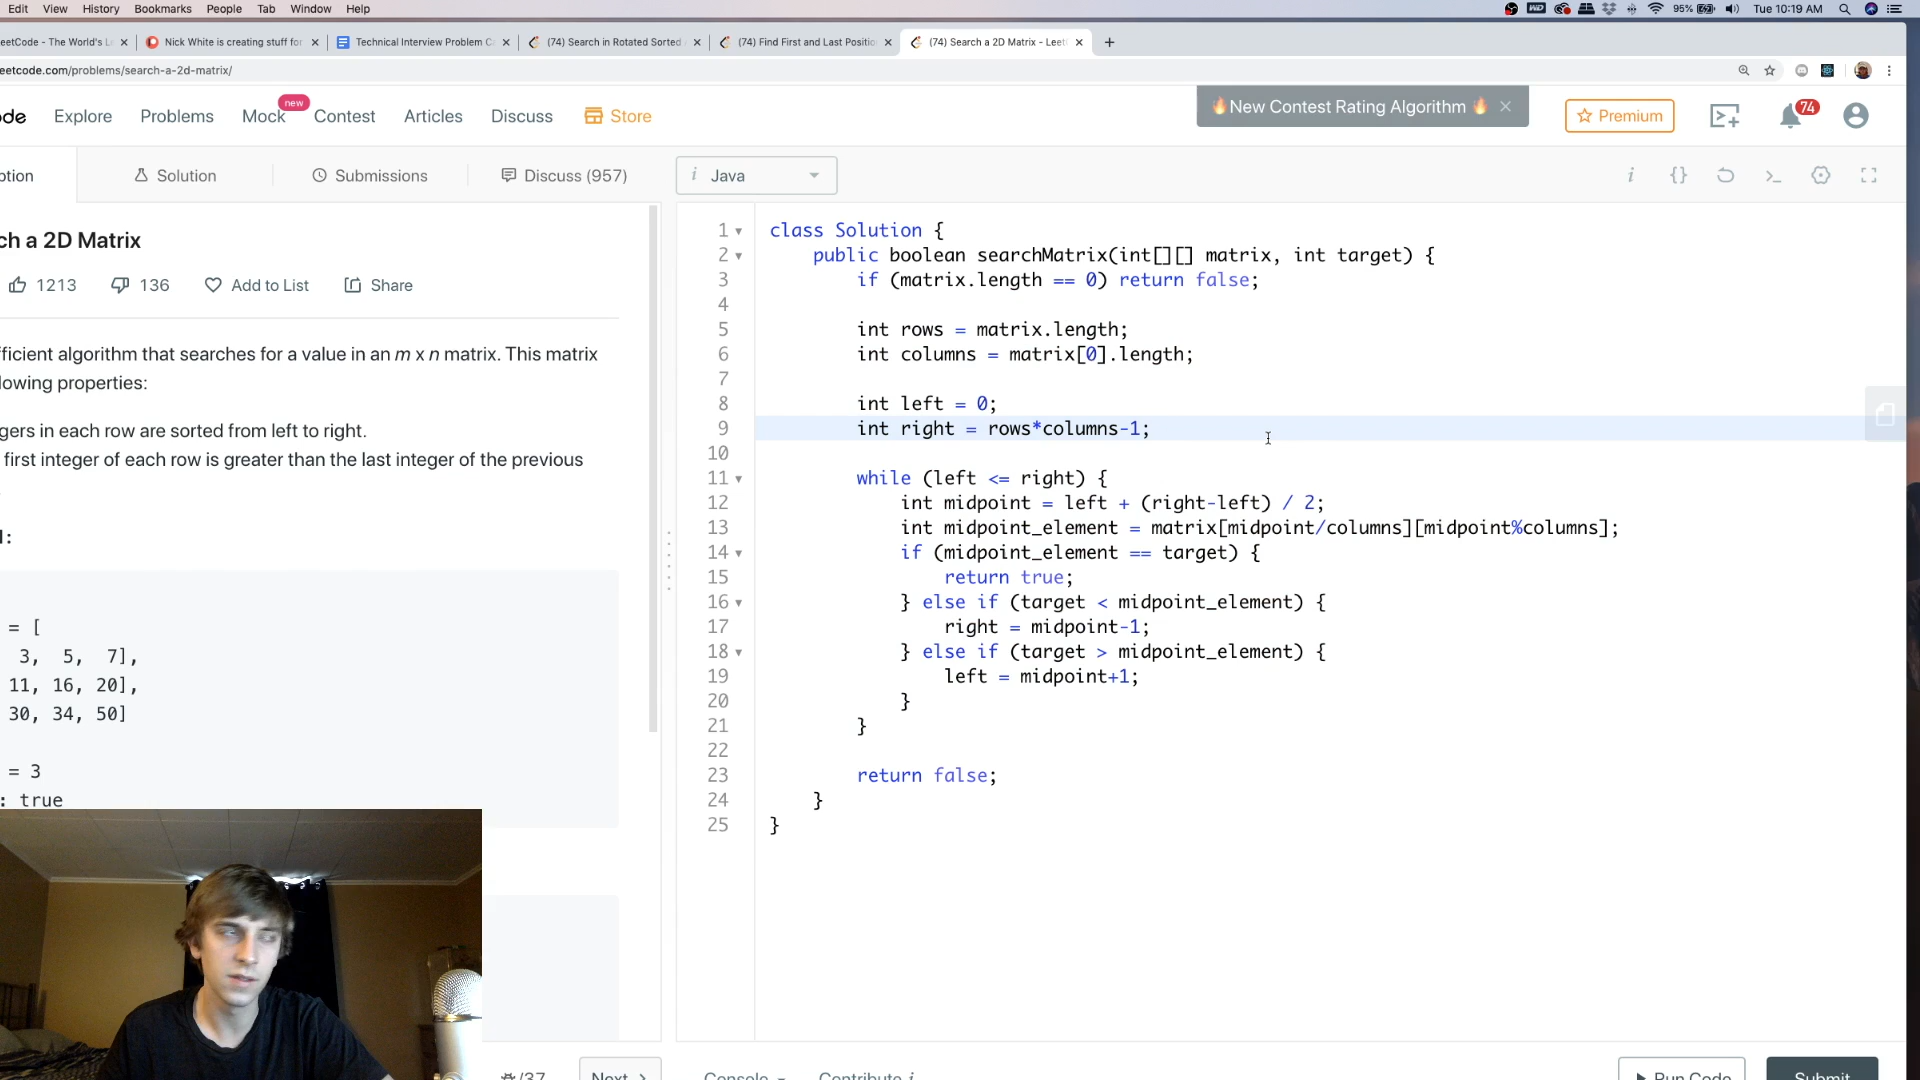 Edit View History Bookmarks People Tab Window Help
95% Tue 10:19 AM
eetCode - The World's L
Nick White is creating stuff for
Technical Interview Problem C
(74) Search in Rotated Sorted
(74) Find First and Last Positio
(74) Search a 2D Matrix - Leet
eetcode.com/problems/search-a-2d-matrix/
ode Explore Problems Mock new Contest Articles Discuss Store
New Contest Rating Algorithm
Premium
74
ption Solution Submissions Discuss (957)
i Java
ch a 2D Matrix
1213 136 Add to List Share
ficient algorithm that searches for a value in an m x n matrix. This matrix
lowing properties:
gers in each row are sorted from left to right.
first integer of each row is greater than the last integer of the previous
:
= [
3, 5, 7],
11, 16, 20],
30, 34, 50]
= 3
: true
1 class Solution {
2 public boolean searchMatrix(int[][] matrix, int target) {
3 if (matrix.length == 0) return false;
4
5 int rows = matrix.length;
6 int columns = matrix[0].length;
7
8 int left = 0;
9 int right = rows*columns-1;
10
11 while (left <= right) {
12 int midpoint = left + (right-left) / 2;
13 int midpoint_element = matrix[midpoint/columns][midpoint%columns];
14 if (midpoint_element == target) {
15 return true;
16 } else if (target < midpoint_element) {
17 right = midpoint-1;
18 } else if (target > midpoint_element) {
19 left = midpoint+1;
20 }
21 }
22
23 return false;
24 }
25 }
/37 Next
Console Contribute i
Run Code Submit